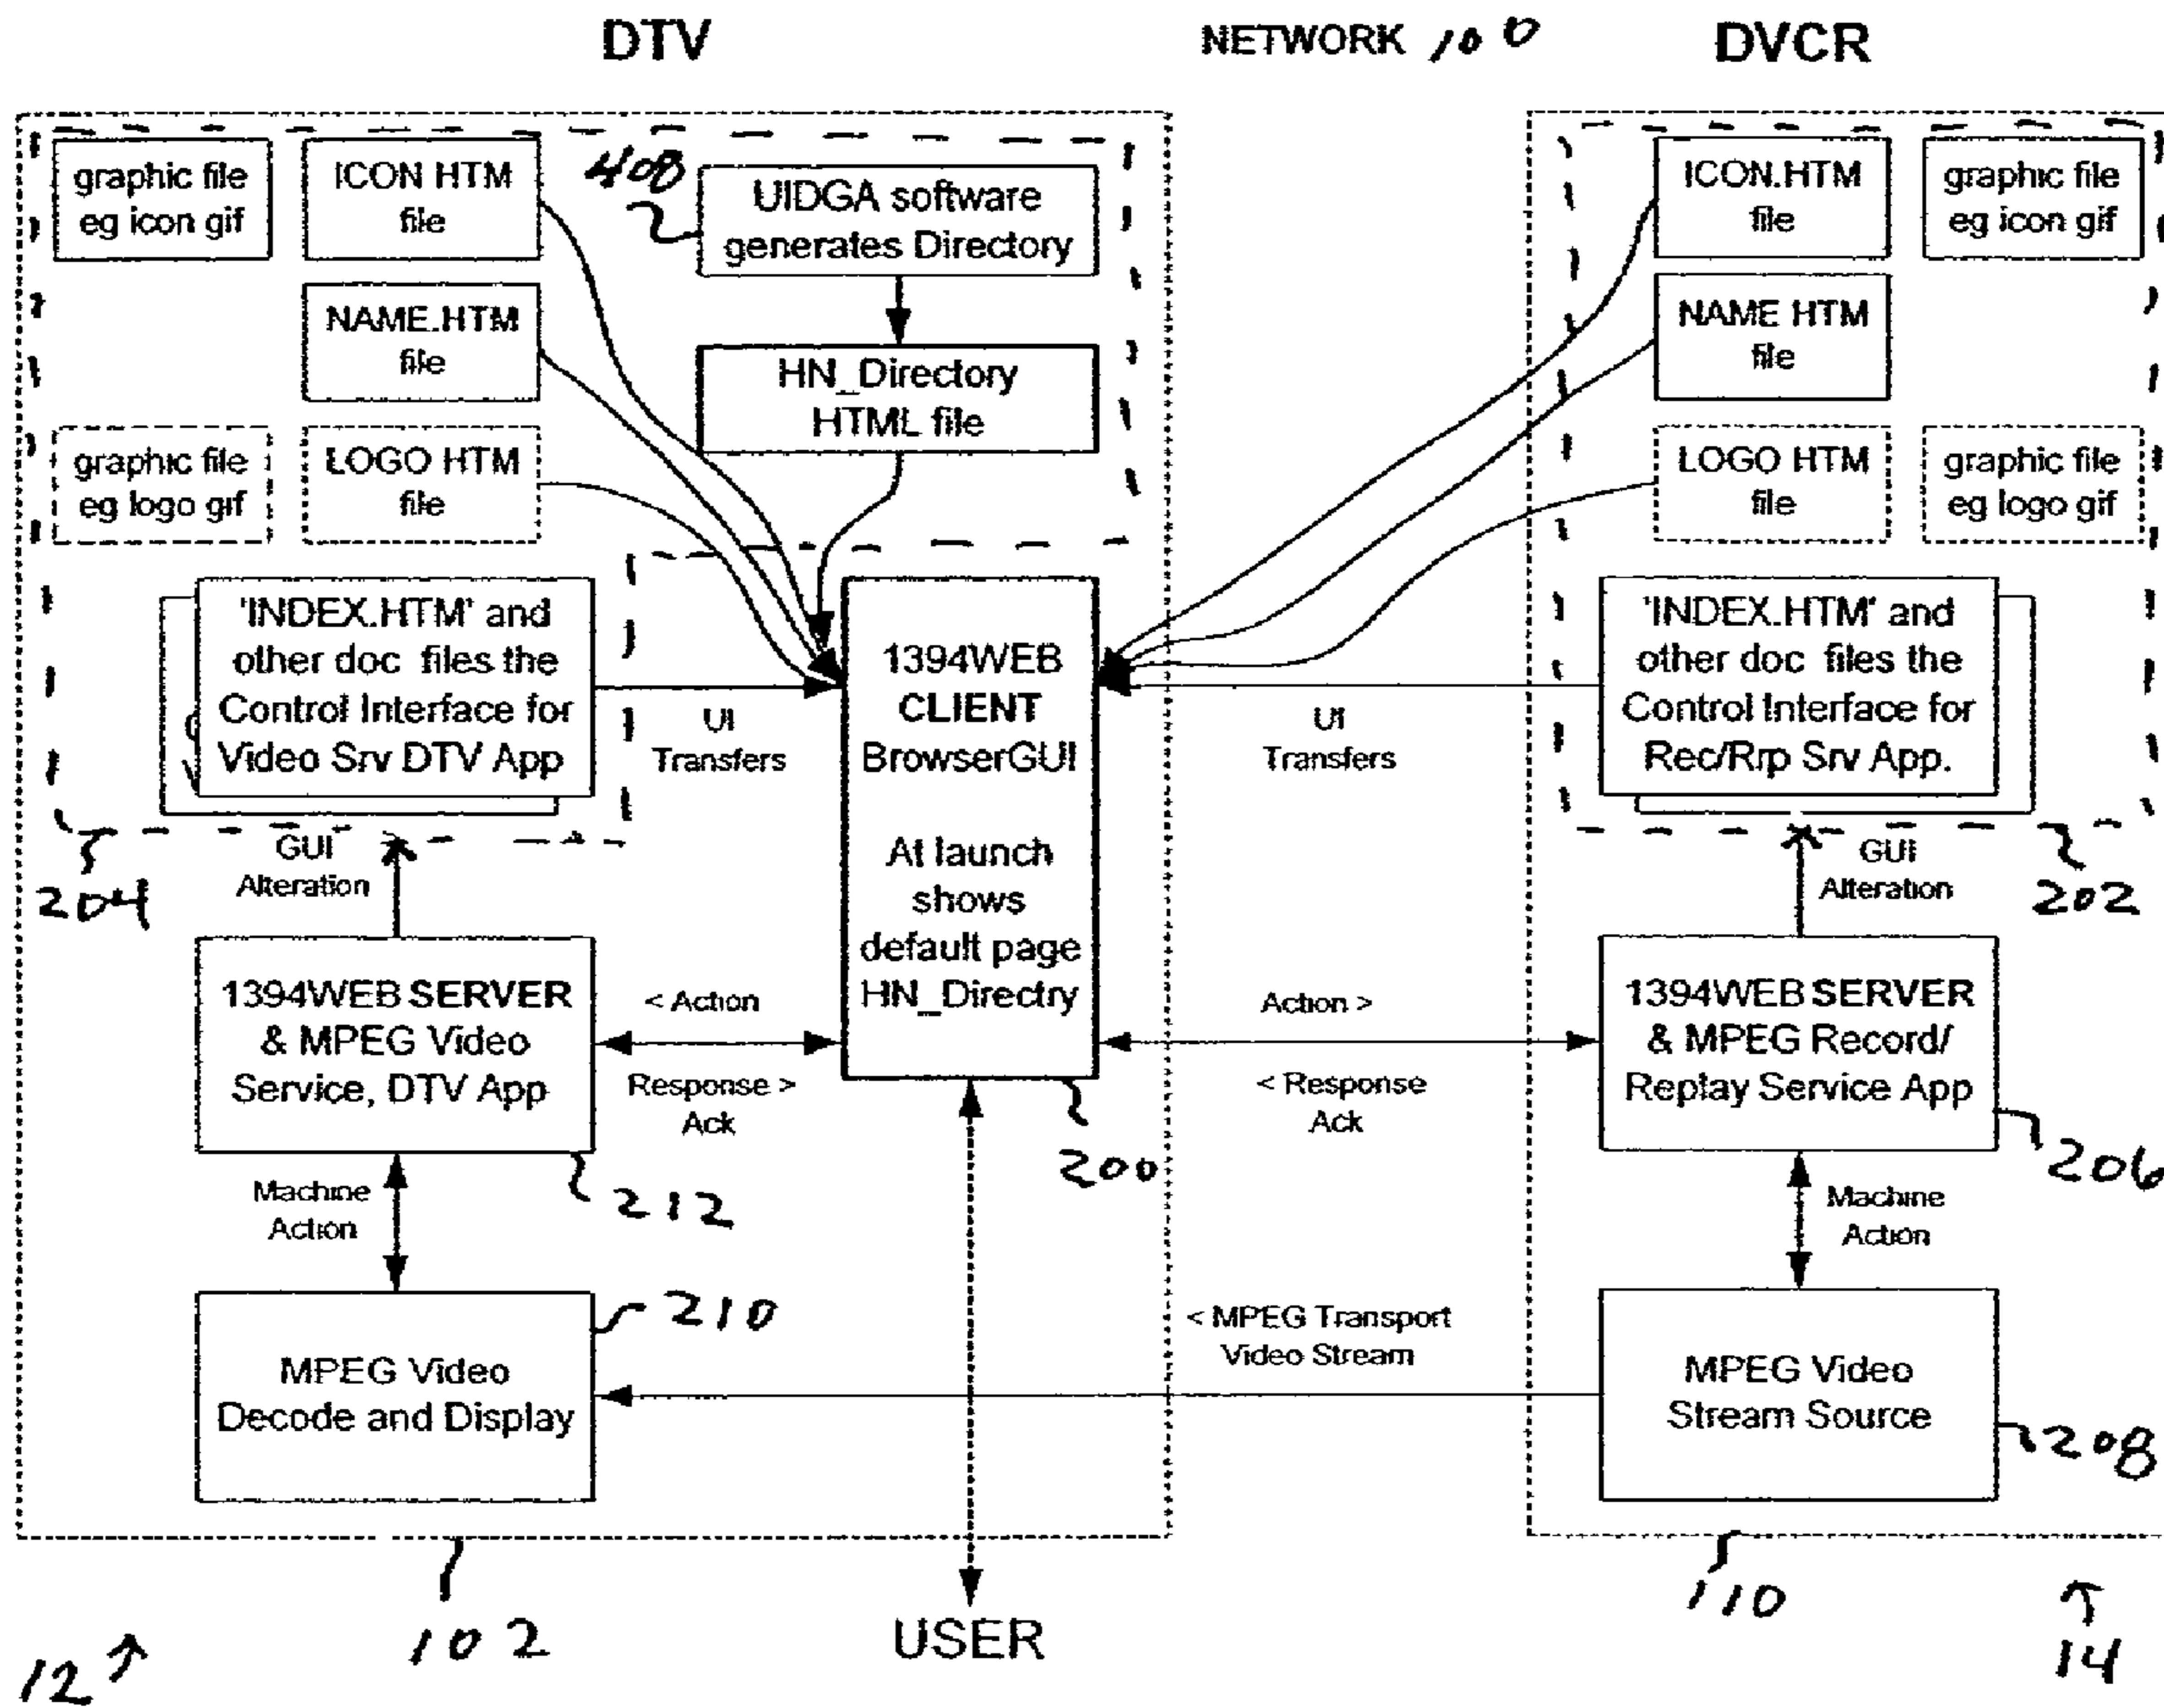 DTV
NETWORK 100
DVCR
graphic file
eg icon gif
ICON HTM
file
408
UIDGA software
generates Directory
NAME.HTM
file
HN_Directory
HTML file
graphic file
eg logo gif
LOGO HTM
file
ICON.HTM
file
graphic file
eg icon gif
NAME HTM
file
LOGO HTM
file
graphic file
eg logo gif
'INDEX.HTM' and
other doc files the
Control Interface for
Video Srv DTV App
UI
Transfers
1394WEB
CLIENT
BrowserGUI
At launch
shows
default page
HN_Directry
UI
Transfers
'INDEX.HTM' and
other doc files the
Control Interface for
Rec/Rrp Srv App.
204
GUI
Alteration
GUI
Alteration
202
1394WEB SERVER
& MPEG Video
Service, DTV App
< Action
Response >
Ack
Action >
< Response
Ack
1394WEB SERVER
& MPEG Record/
Replay Service App
212
200
206
Machine
Action
Machine
Action
210
MPEG Video
Decode and Display
< MPEG Transport
Video Stream
MPEG Video
Stream Source
208
102
USER
110
12
14